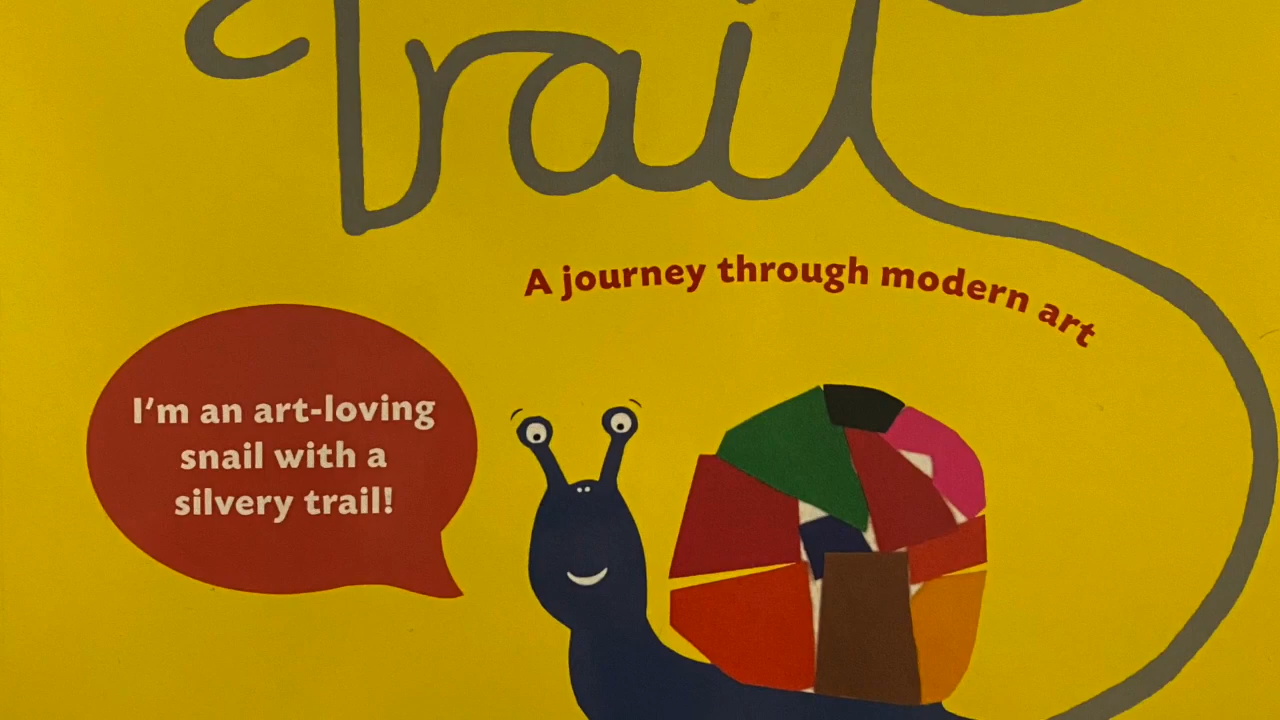 Trail
A journey through modern art
I'm an art-loving
snail with a
silvery trail!